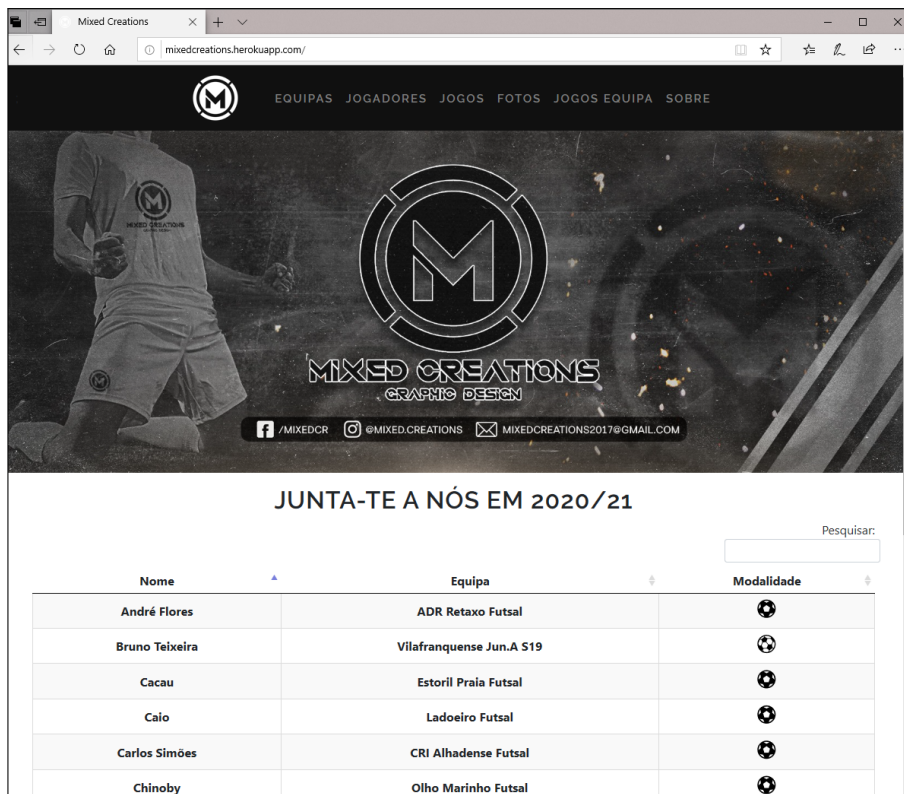 Mixed Creations
mixedcreations.herokuapp.com/
EQUIPAS JOGADORES JOGOS FOTOS JOGOS EQUIPA SOBRE
MIXED CREATIONS
MIXED CREATIONS
GRAPHIC DESIGN
/MIXEDCR @MIXED.CREATIONS MIXEDCREATIONS2017@GMAIL.COM
JUNTA-TE A NÓS EM 2020/21
Pesquisar:
Nome Equipa Modalidade
André Flores ADR Retaxo Futsal
Bruno Teixeira Vilafranquense Jun.A S19
Cacau Estoril Praia Futsal
Caio Ladoeiro Futsal
Carlos Simões CRI Alhadense Futsal
Chinoby Olho Marinho Futsal